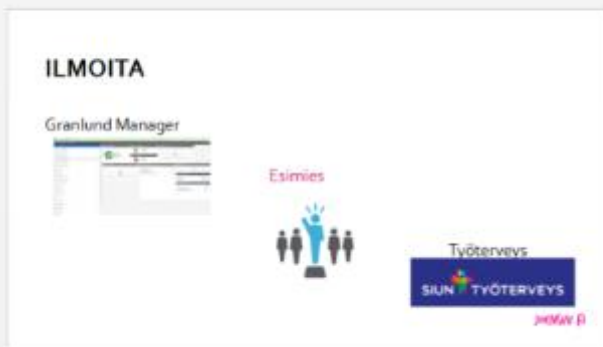 ILMOITA
Granlund Manager
Esimies
Työterveys
SIUN TYÖTERVEYS